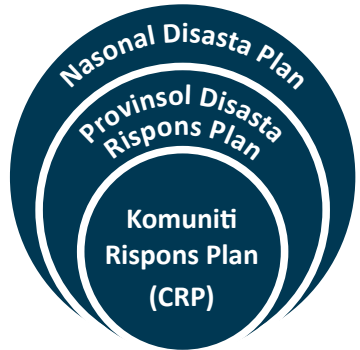 Nasonal Disasta Plan
Provinsol Disasta
Rispons Plan
Komuniti
Rispons Plan
(CRP)